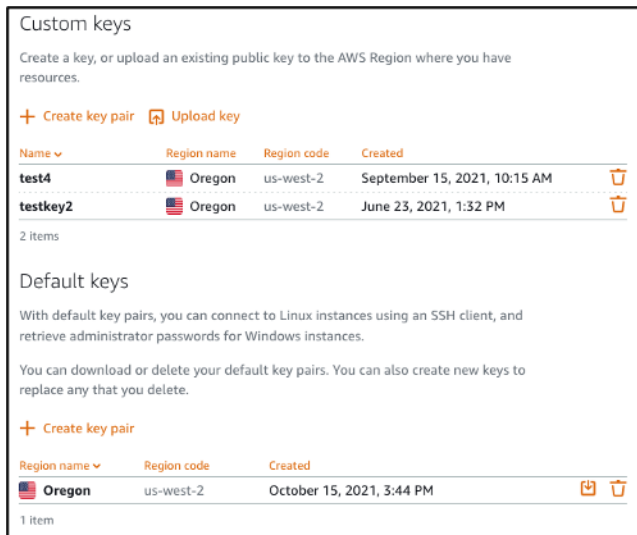 Custom keys
Create a key, or upload an existing public key to the AWS Region where you have
resources.
Create key pair Upload key
Name Region name Region code Created
test4 Oregon us-west-2 September 15, 2021, 10:15 AM
testkey2 Oregon us-west-2 June 23, 2021, 1:32 PM
2 items
Default keys
With default key pairs, you can connect to Linux instances using an SSH client, and
retrieve administrator passwords for Windows instances.
You can download or delete your default key pairs. You can also create new keys to
replace any that you delete.
Create key pair
Region name Region code Created
Oregon us-west-2 October 15, 2021, 3:44 PM
1 item